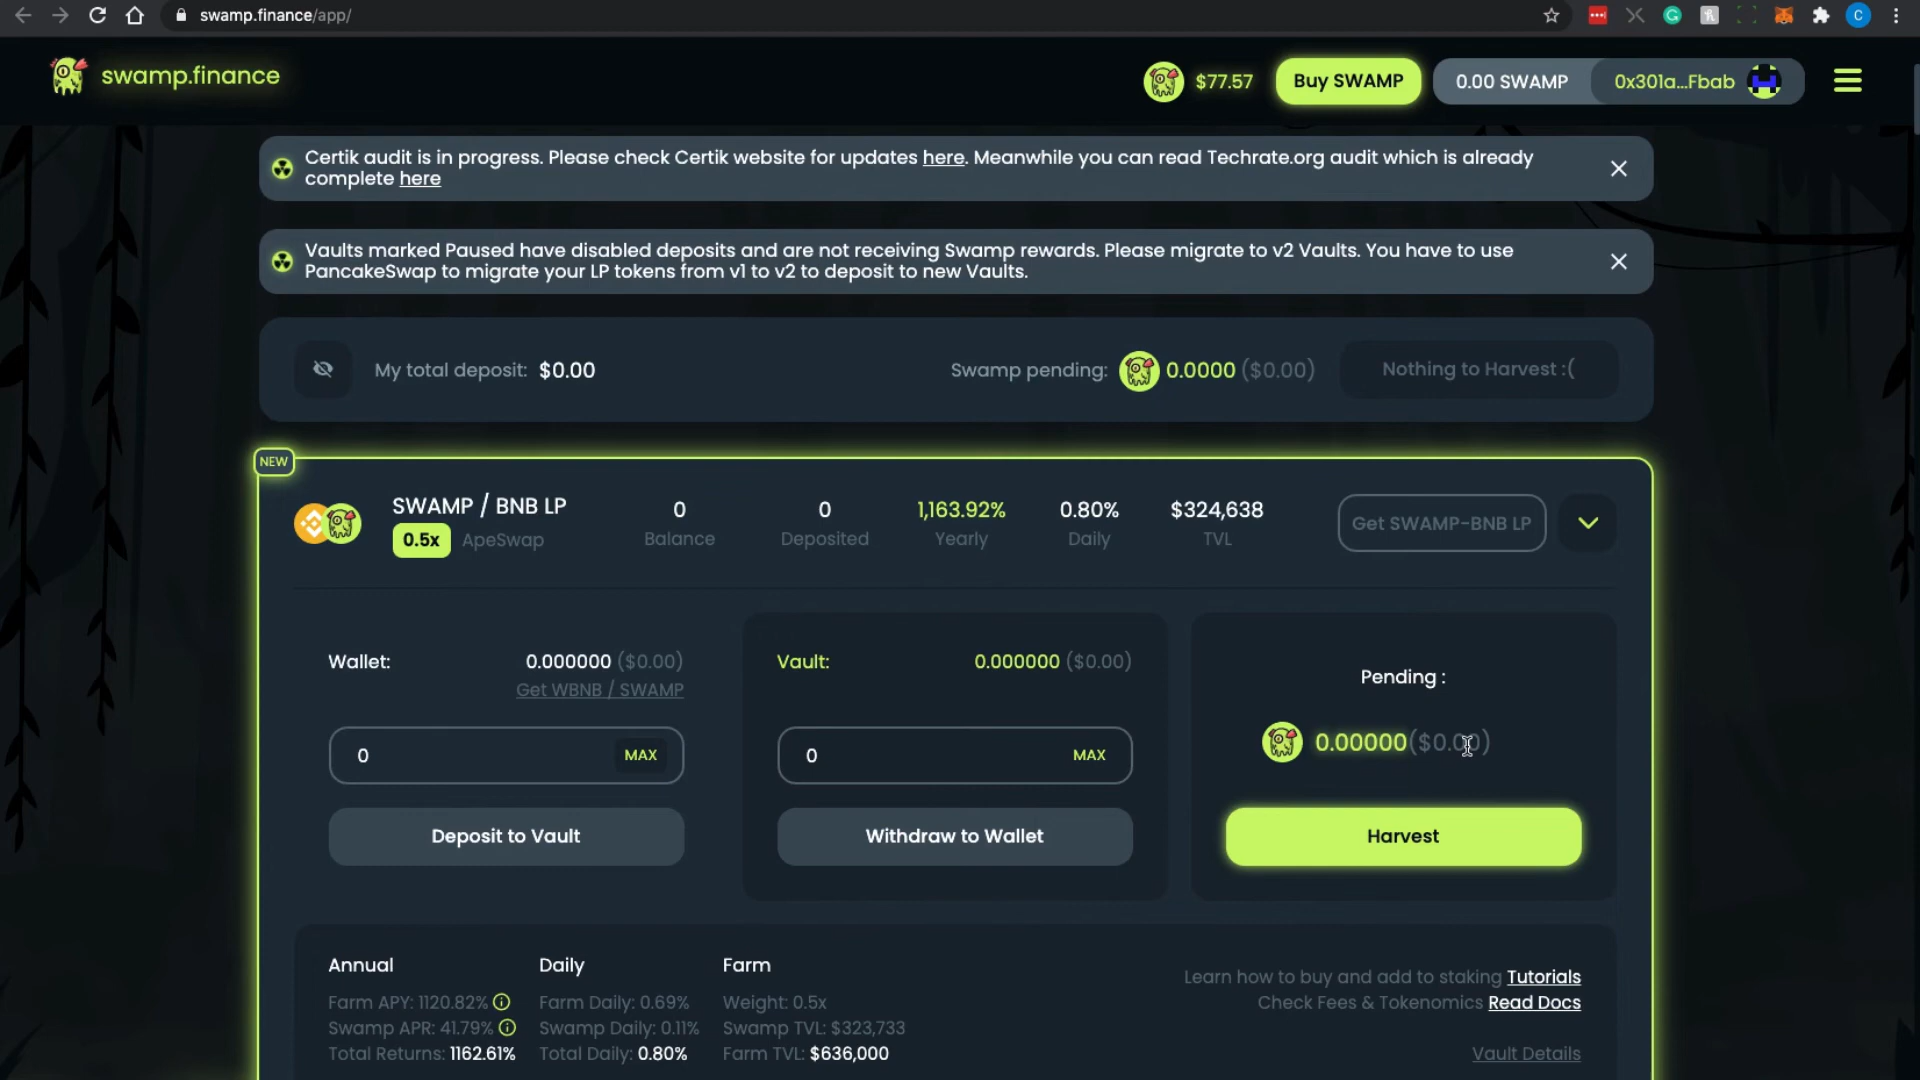 swamp.finance/app/
C
swamp.finance
$77.57
Buy SWAMP
0.00 SWAMP
0x301a...Fbab
Certik audit is in progress. Please check Certik website for updates here. Meanwhile you can read Techrate.org audit which is already
complete here
Vaults marked Paused have disabled deposits and are not receiving Swamp rewards. Please migrate to v2 Vaults. You have to use
PancakeSwap to migrate your LP tokens from v1 to v2 to deposit to new Vaults.
My total deposit: $0.00
Swamp pending: 0.0000 ($0.00)
Nothing to Harvest :(
NEW
SWAMP / BNB LP
0.5x ApeSwap
0
Balance
0
Deposited
1,163.92%
Yearly
0.80%
Daily
$324,638
TVL
Get SWAMP-BNB LP
Wallet: 0.000000 ($0.00)
Get WBNB / SWAMP
0 MAX
Deposit to Vault
Vault: 0.000000 ($0.00)
0 MAX
Withdraw to Wallet
Pending :
0.00000($0.00)
Harvest
Annual
Farm APY: 1120.82%
Swamp APR: 41.79%
Total Returns: 1162.61%
Daily
Farm Daily: 0.69%
Swamp Daily: 0.11%
Total Daily: 0.80%
Farm
Weight: 0.5x
Swamp TVL: $323,733
Farm TVL: $636,000
Learn how to buy and add to staking Tutorials
Check Fees & Tokenomics Read Docs
Vault Details